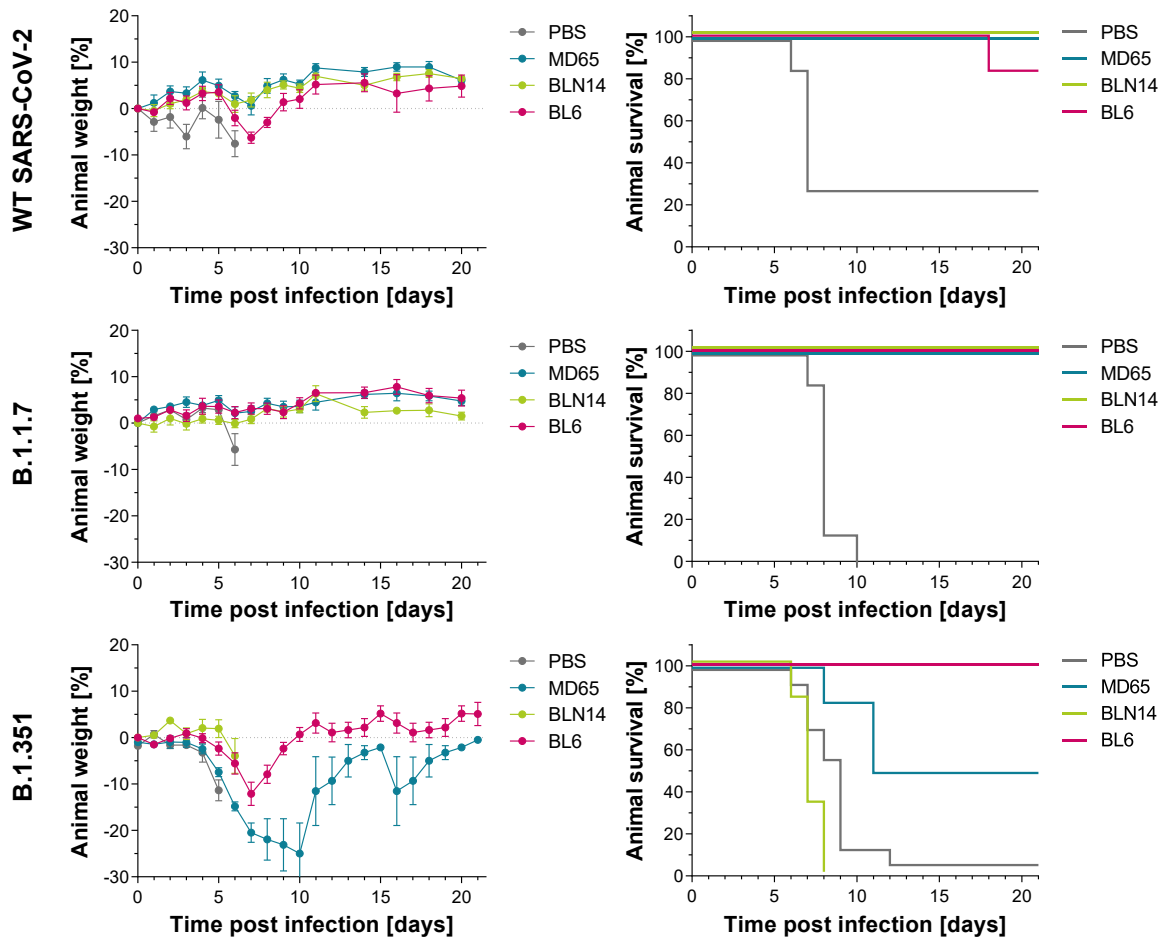 WT SARS-CoV-2
Animal weight [%]
20
10
0
-10
-20
-30
0 5 10 15 20
Time post infection [days]
PBS
MD65
BLN14
BL6
Animal survival [%]
100
80
60
40
20
0
0 5 10 15 20
Time post infection [days]
PBS
MD65
BLN14
BL6
B.1.1.7
Animal weight [%]
20
10
0
-10
-20
-30
0 5 10 15 20
Time post infection [days]
PBS
MD65
BLN14
BL6
Animal survival [%]
100
80
60
40
20
0
0 5 10 15 20
Time post infection [days]
PBS
MD65
BLN14
BL6
B.1.351
Animal weight [%]
20
10
0
-10
-20
-30
0 5 10 15 20
Time post infection [days]
PBS
MD65
BLN14
BL6
Animal survival [%]
100
80
60
40
20
0
0 5 10 15 20
Time post infection [days]
PBS
MD65
BLN14
BL6